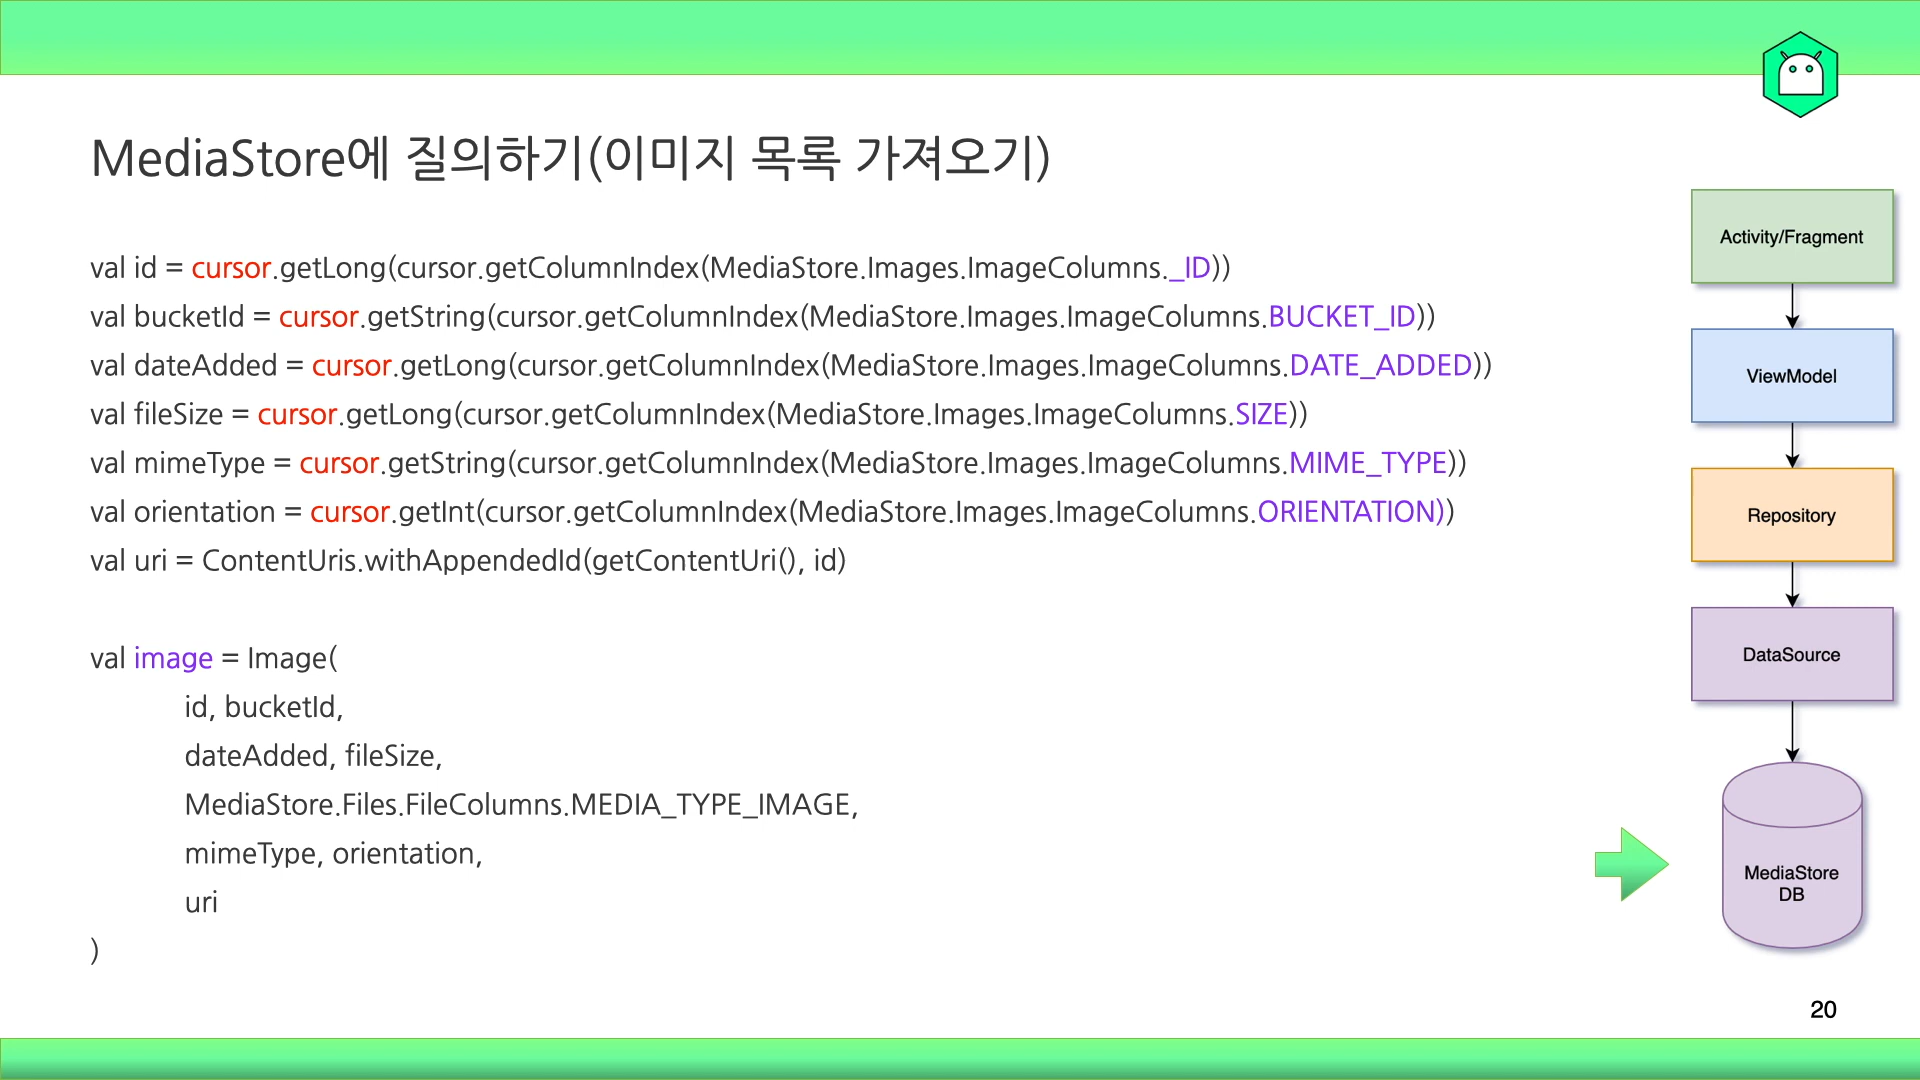 MediaStore에 질의하기(이미지 목록 가져오기)
val id = cursor.getLong(cursor.getColumnIndex(MediaStore.Images.ImageColumns._ID))
val bucketId = cursor.getString(cursor.getColumnIndex(MediaStore.Images.ImageColumns.BUCKET_ID))
val dateAdded = cursor.getLong(cursor.getColumnIndex(MediaStore.Images.ImageColumns.DATE_ADDED))
val fileSize = cursor.getLong(cursor.getColumnIndex(MediaStore.Images.ImageColumns.SIZE))
val mimeType = cursor.getString(cursor.getColumnIndex(MediaStore.Images.ImageColumns.MIME_TYPE))
val orientation = cursor.getInt(cursor.getColumnIndex(MediaStore.Images.ImageColumns.ORIENTATION))
val uri = ContentUris.withAppendedId(getContentUri(), id)
val image = Image(
id, bucketId,
dateAdded, fileSize,
MediaStore.Files.FileColumns.MEDIA_TYPE_IMAGE,
mimeType, orientation,
uri
)
Activity/Fragment
ViewModel
Repository
DataSource
MediaStore
DB
20